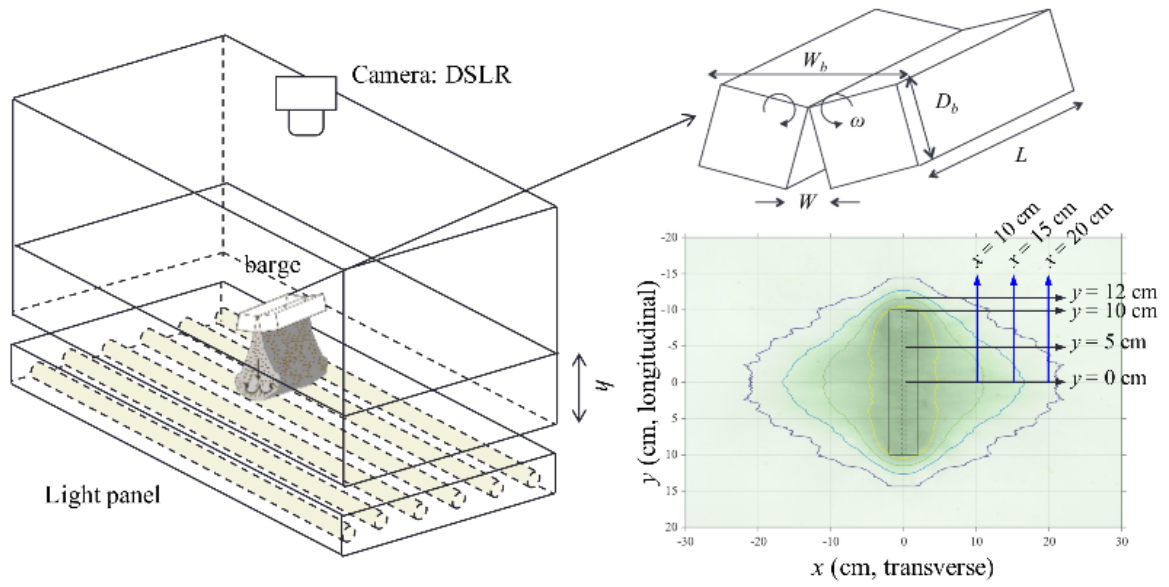 Camera: DSLR
barge
h
Light panel
W_b
D_b
ω
L
W
x = 10 cm
x = 15 cm
x = 20 cm
y = 12 cm
y = 10 cm
y = 5 cm
y = 0 cm
-20
-15
-10
-5
0
5
10
15
20
-30
-20
-10
0
10
20
30
y (cm, longitudinal)
x (cm, transverse)